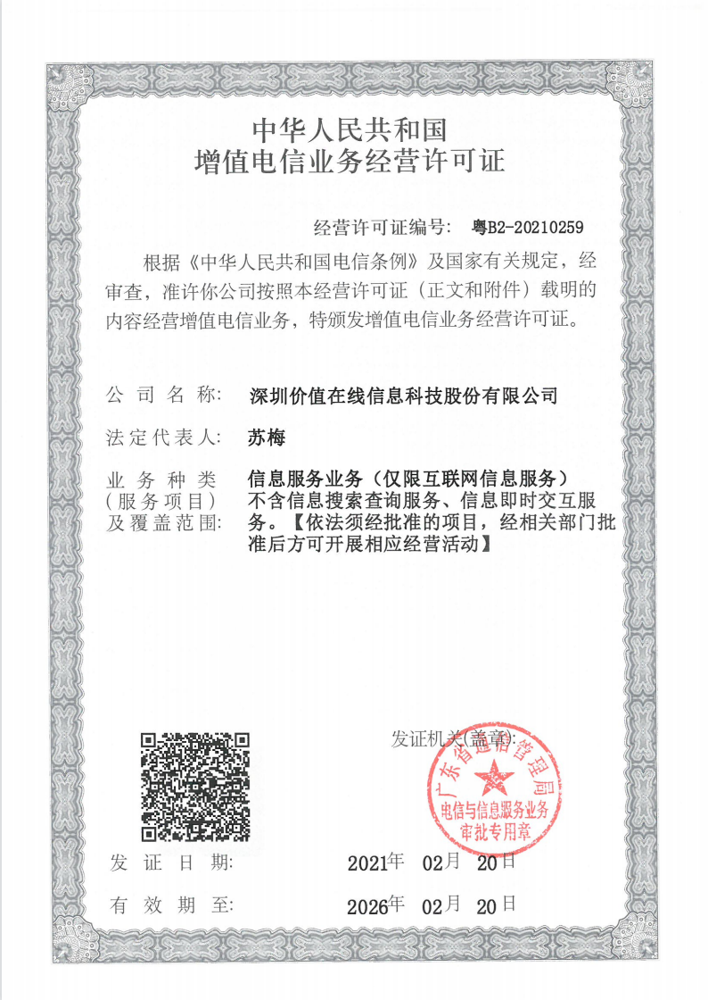 中华人民共和国
增值电信业务经营许可证
经营许可证编号: 粤B2-20210259
根据《中华人民共和国电信条例》及国家有关规定，经
审查，准许你公司按照本经营许可证（正文和附件）载明的
内容经营增值电信业务，特颁发增值电信业务经营许可证。
公司名称: 深圳价值在线信息科技股份有限公司
法定代表人: 苏梅
业务种类 信息服务业务（仅限互联网信息服务）
(服务项目) 不含信息搜索查询服务、信息即时交互服
及覆盖范围: 务。【依法须经批准的项目，经相关部门批
准后方可开展相应经营活动】
发证机关(盖章):
广东省通信管理局
电信与信息服务业务
审批专用章
发证日期: 2021年 02月 20日
有效期至: 2026年 02月 20日